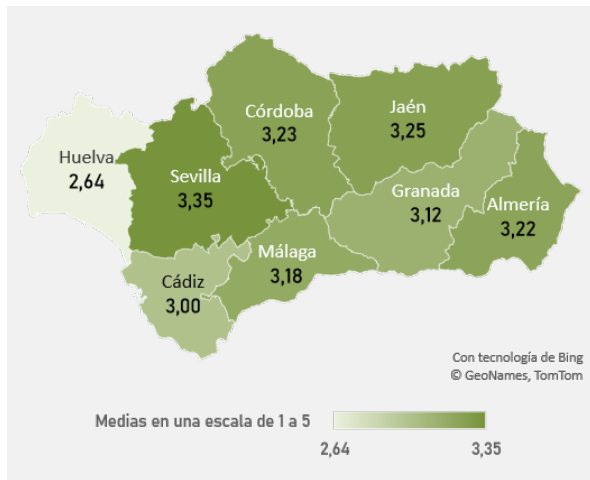 Córdoba
3,23
Jaén
3,25
Huelva
2,64
Sevilla
3,35
Granada
3,12
Almería
3,22
Málaga
3,18
Cádiz
3,00
Con tecnología de Bing
© GeoNames, TomTom
Medias en una escala de 1 a 5
2,64
3,35